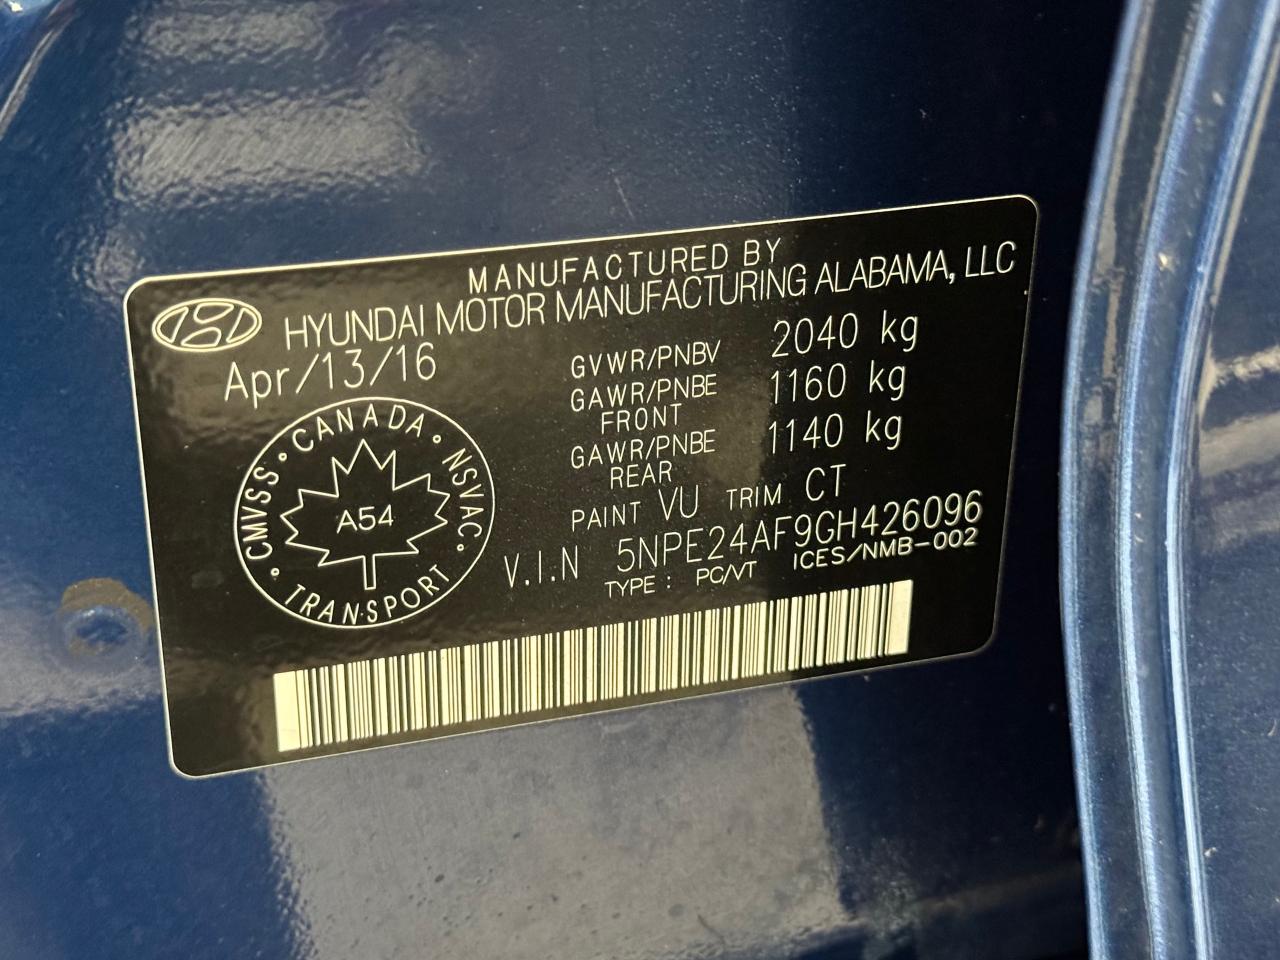 MANUFACTURED BY
HYUNDAI MOTOR MANUFACTURING ALABAMA, LLC
Apr/13/16
GVWR/PNBV 2040 kg
GAWR/PNBE FRONT 1160 kg
GAWR/PNBE REAR 1140 kg
PAINT VU TRIM CT
V.I.N 5NPE24AF9GH426096
TYPE : PC/VT ICES/NMB-002
CANADA · NSVAC · TRANSPORT · CMVSS ·
A54